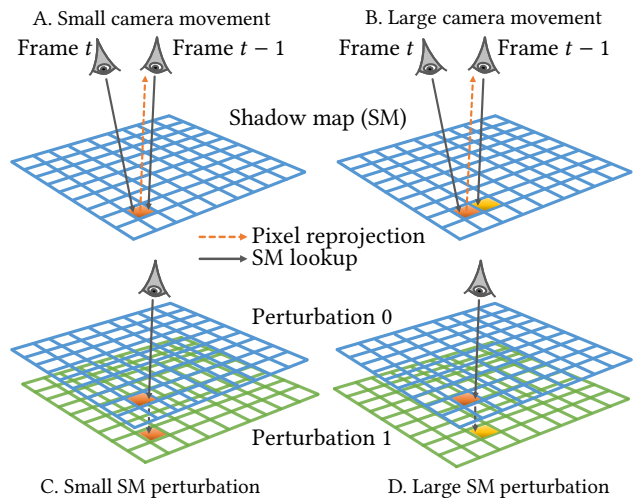 A. Small camera movement
B. Large camera movement
Frame t
Frame t − 1
Frame t
Frame t − 1
Shadow map (SM)
Pixel reprojection
SM lookup
Perturbation 0
Perturbation 1
C. Small SM perturbation
D. Large SM perturbation